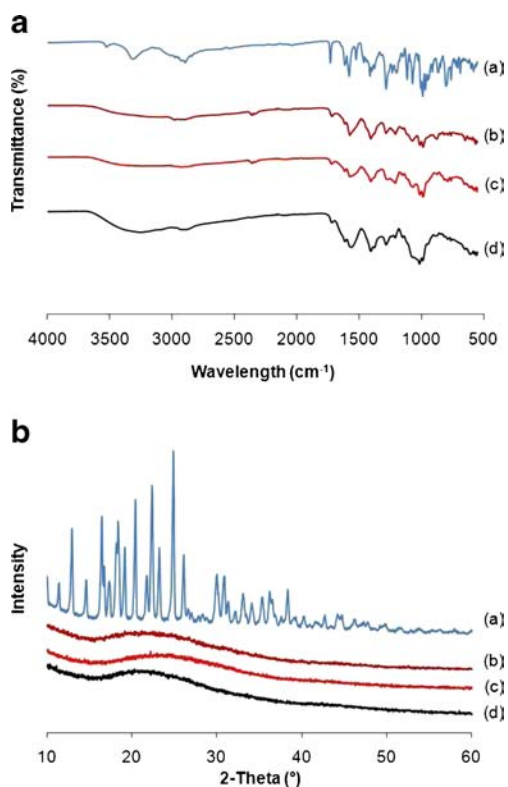 a
Transmittance (%)
(a)
(b)
(c)
(d)
4000 3500 3000 2500 2000 1500 1000 500
Wavelength (cm-1)
b
Intensity
(a)
(b)
(c)
(d)
10 20 30 40 50 60
2-Theta (°)